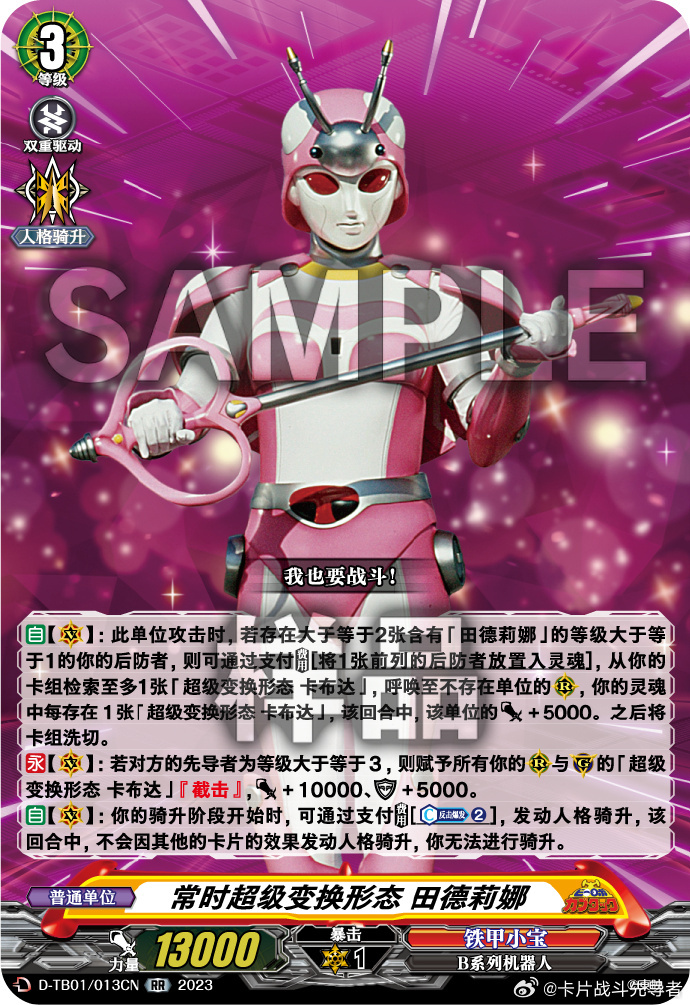 3
等级
双重驱动
人格骑升
SAMPLE
我也要战斗!
样品
自【V】：此单位攻击时，若存在大于等于2张含有「田德莉娜」的等级大于等
于1的你的后防者，则可通过支付费用[将1张前列的后防者放置入灵魂]，从你的
卡组检索至多1张「超级变换形态 卡布达」，呼唤至不存在单位的R，你的灵魂
中每存在1张「超级变换形态 卡布达」，该回合中，该单位的+5000。之后将
卡组洗切。
永【V】：若对方的先导者为等级大于等于3，则赋予所有你的R与G的「超级
变换形态 卡布达」『截击』，+10000、+5000。
自【V】：你的骑升阶段开始时，可通过支付费用[C反击爆发2]，发动人格骑升，该
回合中，不会因其他的卡片的效果发动人格骑升，你无法进行骑升。
普通单位
常时超级变换形态 田德莉娜
カブタック
力量
13000
暴击
1
铁甲小宝
B系列机器人
D-TB01/013CN RR 2023
@卡片战斗先导者